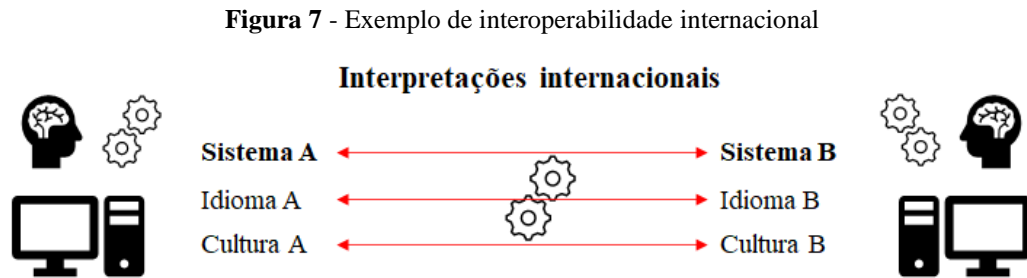 Figura 7 - Exemplo de interoperabilidade internacional
Interpretações internacionais
Sistema A Sistema B
Idioma A Idioma B
Cultura A Cultura B